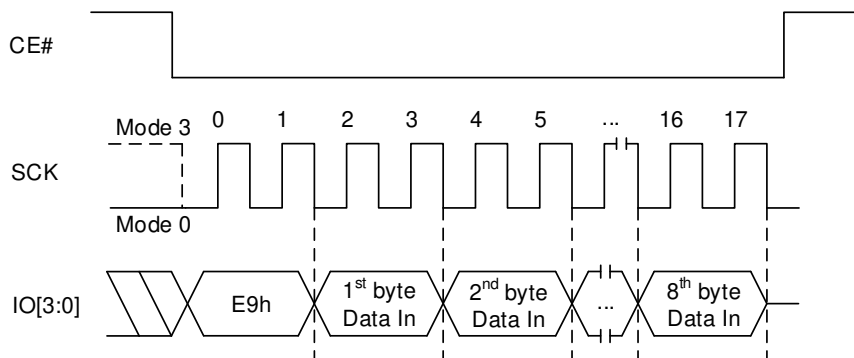 CE#
0 1 2 3 4 5 ... 16 17
Mode 3
SCK
Mode 0
IO[3:0]
E9h
1st byte
Data In
2nd byte
Data In
...
8th byte
Data In